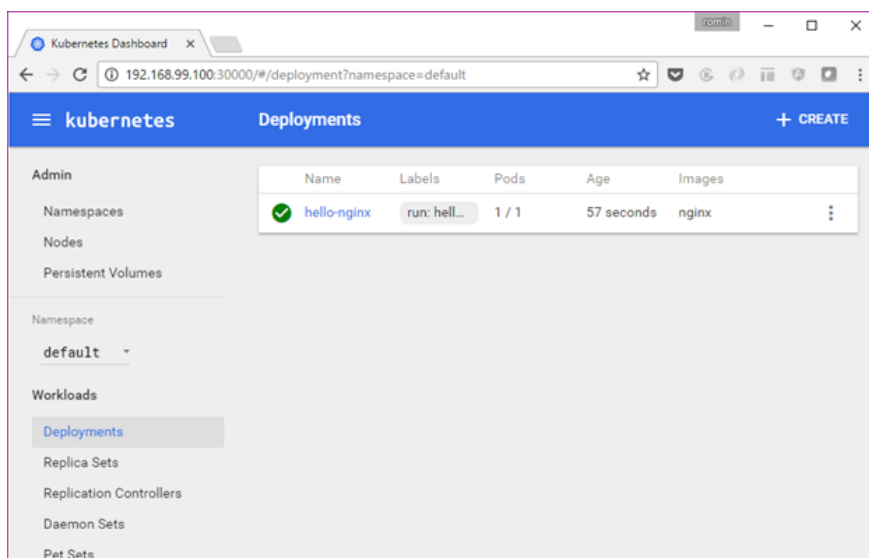 romin
Kubernetes Dashboard
192.168.99.100:30000/#/deployment?namespace=default
kubernetes
Deployments
+ CREATE
Admin
Namespaces
Nodes
Persistent Volumes
Namespace
default
Workloads
Deployments
Replica Sets
Replication Controllers
Daemon Sets
Pet Sets
Name Labels Pods Age Images
hello-nginx run: hell... 1 / 1 57 seconds nginx